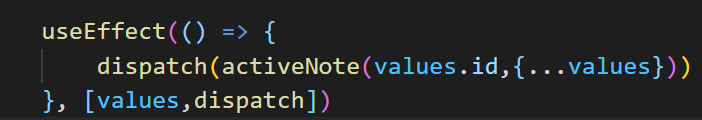 useEffect(() => {
dispatch(activeNote(values.id,{...values}))
}, [values,dispatch])